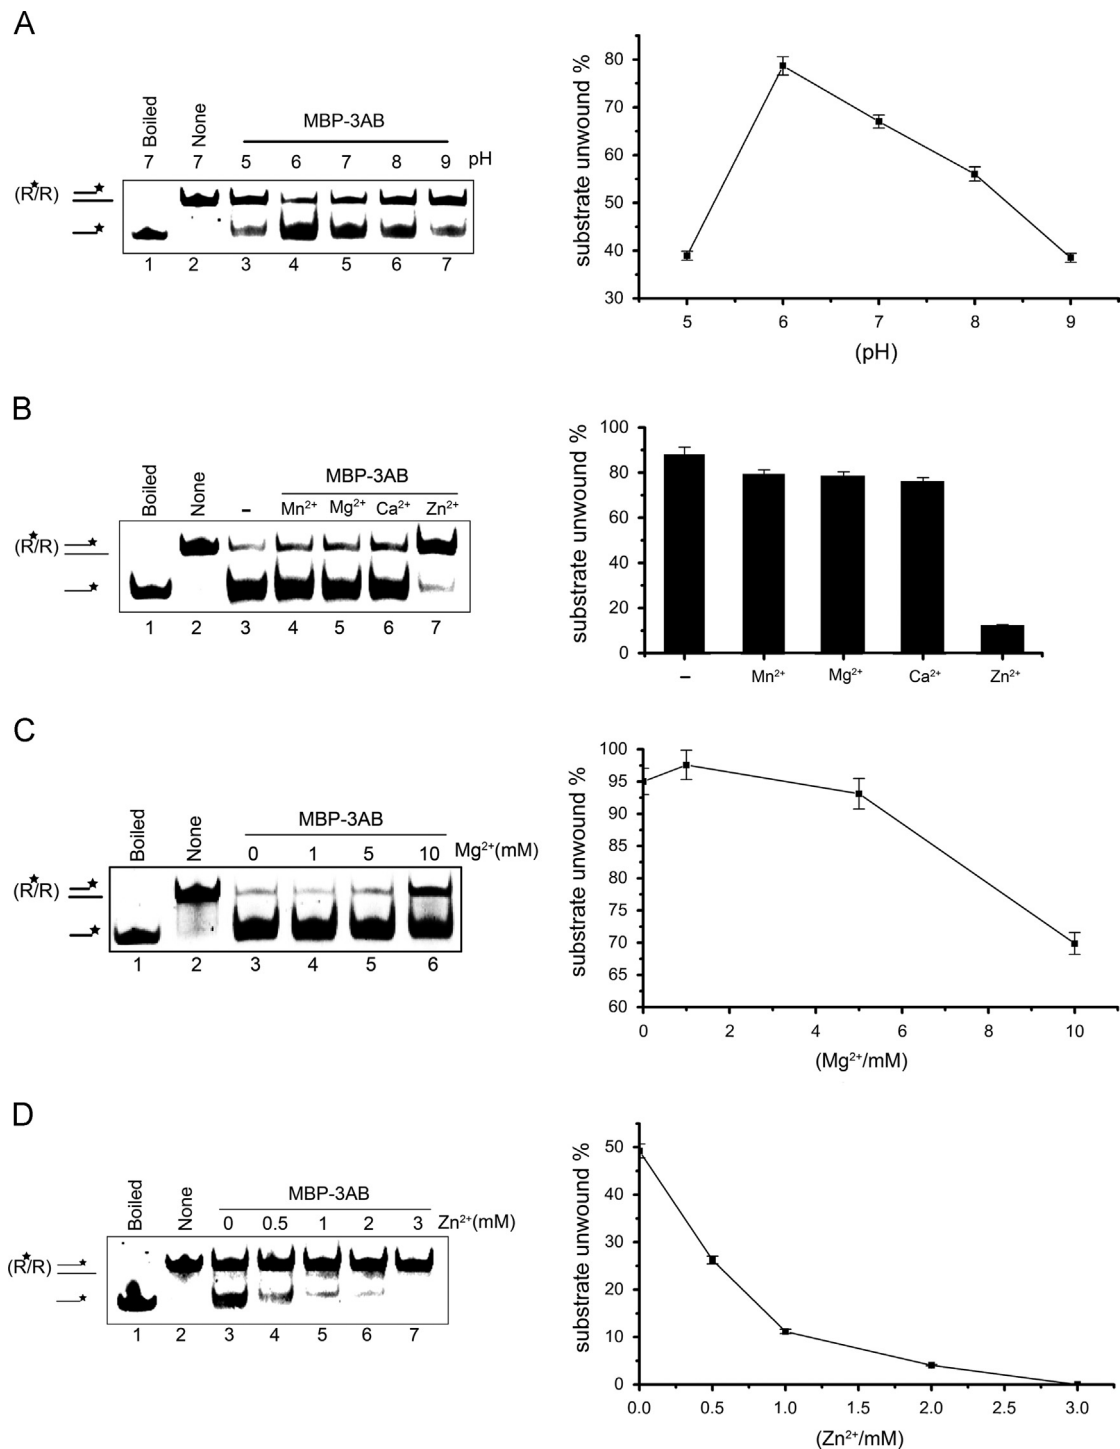 A
Boiled
None
MBP-3AB
7 7 5 6 7 8 9 pH
(R/R)
1 2 3 4 5 6 7
substrate unwound %
80
70
60
50
40
30
5 6 7 8 9
(pH)
B
Boiled
None
MBP-3AB
– Mn²⁺ Mg²⁺ Ca²⁺ Zn²⁺
(R/R)
1 2 3 4 5 6 7
substrate unwound %
100
80
60
40
20
0
– Mn²⁺ Mg²⁺ Ca²⁺ Zn²⁺
C
Boiled
None
MBP-3AB
0 1 5 10 Mg²⁺(mM)
(R/R)
1 2 3 4 5 6
substrate unwound %
100
95
90
85
80
75
70
65
60
0 2 4 6 8 10
(Mg²⁺/mM)
D
Boiled
None
MBP-3AB
0 0.5 1 2 3 Zn²⁺(mM)
(R/R)
1 2 3 4 5 6 7
substrate unwound %
50
40
30
20
10
0
0.0 0.5 1.0 1.5 2.0 2.5 3.0
(Zn²⁺/mM)